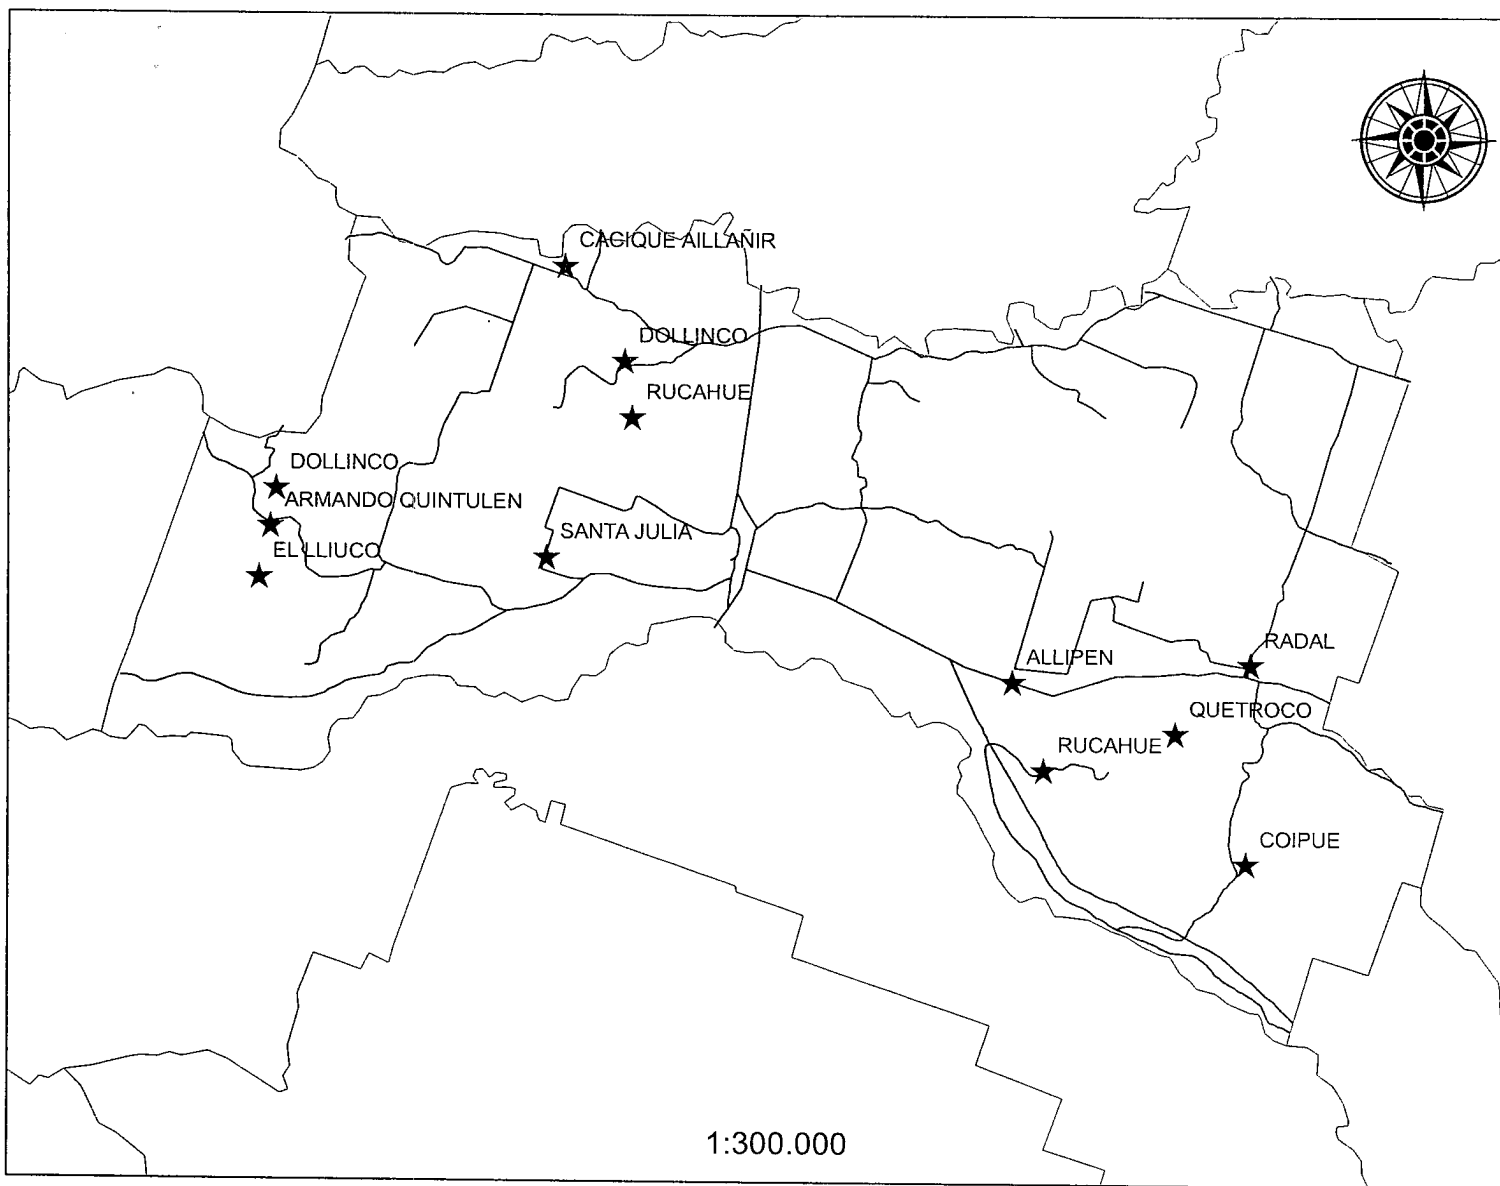 CACIQUE AILLAÑIR
DOLLINCO
RUCAHUE
DOLLINCO
ARMANDO QUINTULEN
SANTA JULIA
EL LLIUCO
RADAL
ALLIPEN
QUETROCO
RUCAHUE
COIPUE
1:300.000